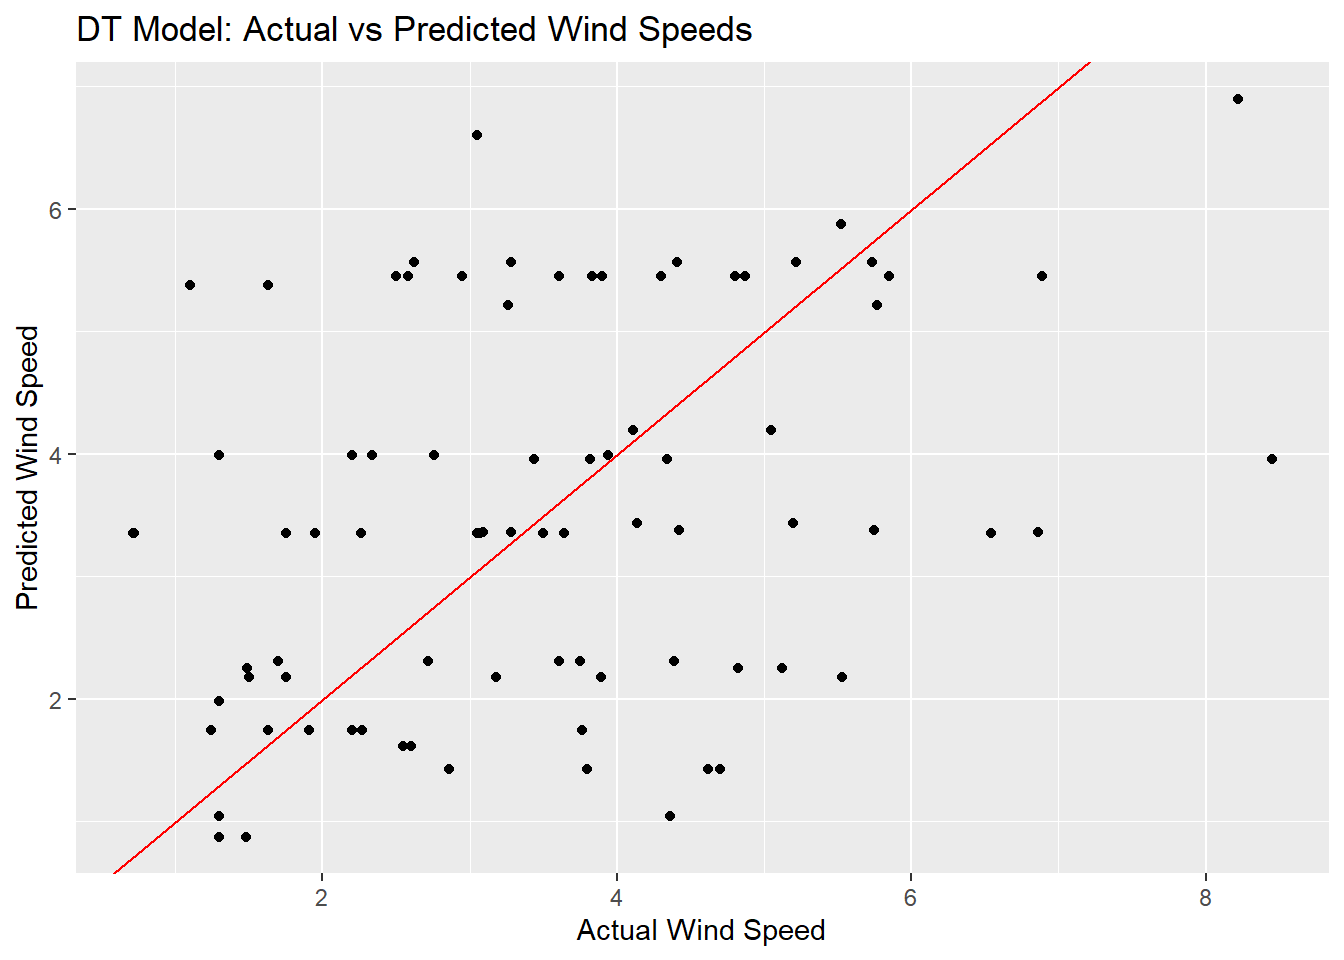 DT Model: Actual vs Predicted Wind Speeds
Predicted Wind Speed
6
4
2
2 4 6 8
Actual Wind Speed